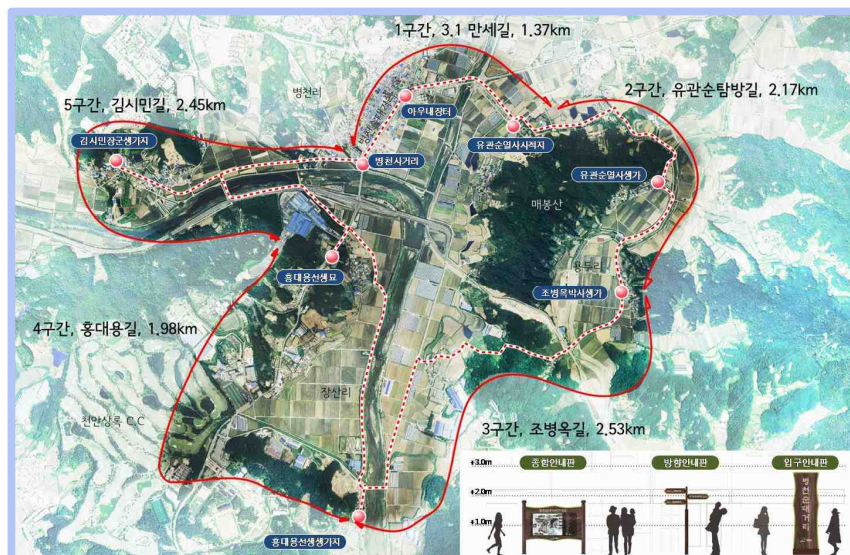 1구간, 3.1 만세길, 1.37km
병천리
2구간, 유관순탐방길, 2.17km
5구간, 김시민길, 2.45km
아우내장터
유관순열사사적지
김시민장군생가지
병천사거리
유관순열사생가
매봉산
용두리
홍대용선생묘
조병옥박사생가
4구간, 홍대용길, 1.98km
장산리
천안상록 C.C
3구간, 조병옥길, 2.53km
홍대용선생생가지
+3.0m
종합안내판
방향안내판
입구안내판
+2.0m
+1.0m
병천순대거리